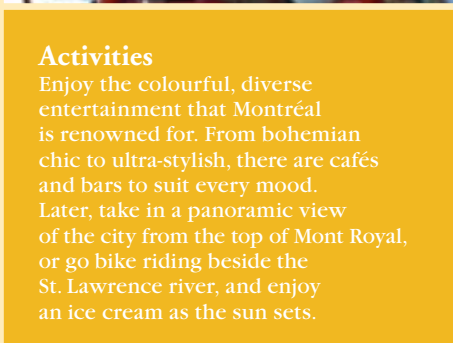 Activities
Enjoy the colourful, diverse
entertainment that Montréal
is renowned for. From bohemian
chic to ultra-stylish, there are cafés
and bars to suit every mood.
Later, take in a panoramic view
of the city from the top of Mont Royal,
or go bike riding beside the
St. Lawrence river, and enjoy
an ice cream as the sun sets.